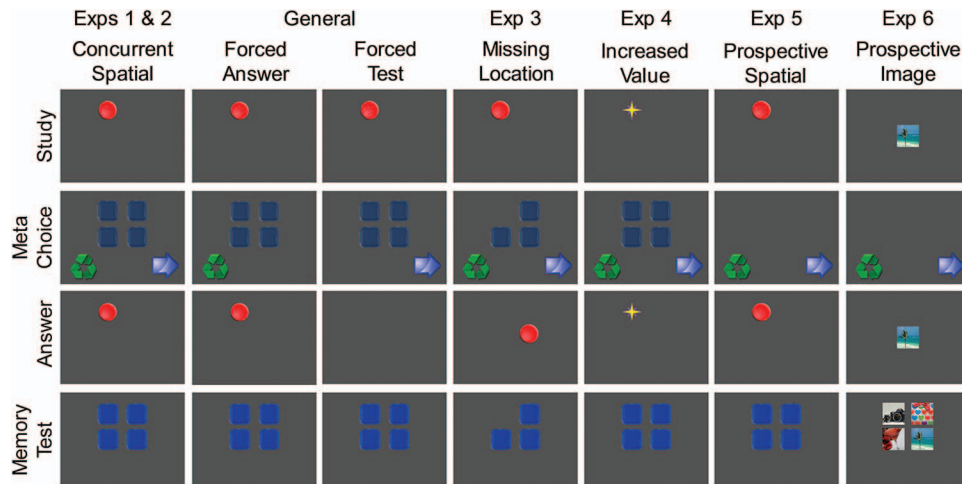 Exps 1 & 2
General
Exp 3
Exp 4
Exp 5
Exp 6
Concurrent
Spatial
Forced
Answer
Forced
Test
Missing
Location
Increased
Value
Prospective
Spatial
Prospective
Image
Study
Meta
Choice
Answer
Memory
Test